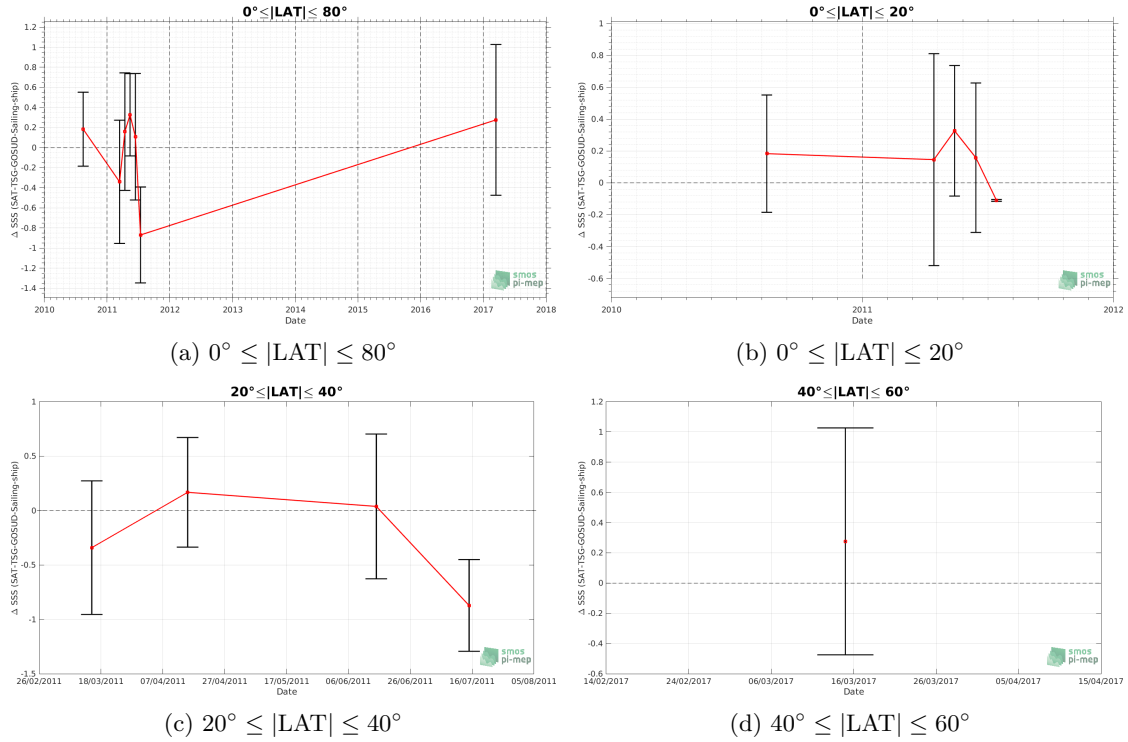 0°≤|LAT|≤ 80°
Δ SSS (SAT-TSG-GOSUD-Sailing-ship)
1.2
1
0.8
0.6
0.4
0.2
0
-0.2
-0.4
-0.6
-0.8
-1
-1.2
-1.4
2010 2011 2012 2013 2014 2015 2016 2017 2018
Date
smos
pi-mep
(a) 0° ≤ |LAT| ≤ 80°
0°≤|LAT|≤ 20°
Δ SSS (SAT-TSG-GOSUD-Sailing-ship)
1
0.8
0.6
0.4
0.2
0
-0.2
-0.4
-0.6
2010 2011 2012
Date
smos
pi-mep
(b) 0° ≤ |LAT| ≤ 20°
20°≤|LAT|≤ 40°
Δ SSS (SAT-TSG-GOSUD-Sailing-ship)
1
0.5
0
-0.5
-1
-1.5
26/02/2011 18/03/2011 07/04/2011 27/04/2011 17/05/2011 06/06/2011 26/06/2011 16/07/2011 05/08/2011
Date
smos
pi-mep
(c) 20° ≤ |LAT| ≤ 40°
40°≤|LAT|≤ 60°
Δ SSS (SAT-TSG-GOSUD-Sailing-ship)
1.2
1
0.8
0.6
0.4
0.2
0
-0.2
-0.4
-0.6
14/02/2017 24/02/2017 06/03/2017 16/03/2017 26/03/2017 05/04/2017 15/04/2017
Date
smos
pi-mep
(d) 40° ≤ |LAT| ≤ 60°